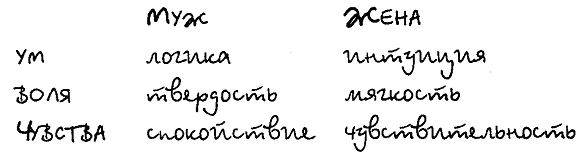 МУЖ ЖЕНА
УМ логика интуиция
ВОЛЯ твердость мягкость
ЧУВСТВА спокойствие чувствительность